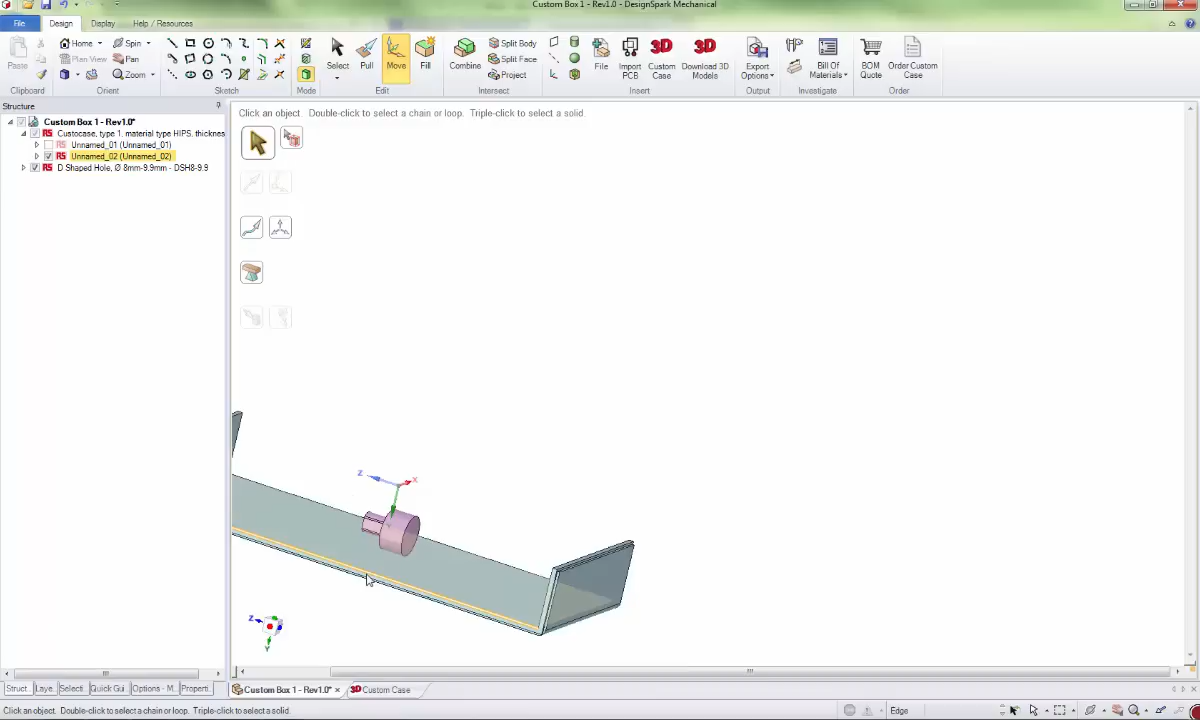 Custom Box 1 - Rev1.0* - DesignSpark Mechanical
File Design Display Help / Resources
Paste
Home Spin
Plan View Pan
Zoom
Select Pull Move Fill
Combine
Split Body
Split Face
Project
File Import PCB Custom Case Download 3D Models
Export Options
Bill Of Materials
BOM Quote Order Custom Case
Clipboard Orient Sketch Mode Edit Intersect Insert Output Investigate Order
Structure
Custom Box 1 - Rev1.0*
Custocase, type 1, material type HIPS, thicknes
Unnamed_01 (Unnamed_01)
Unnamed_02 (Unnamed_02)
D Shaped Hole, Ø 8mm-9.9mm - DSH8-9.9
Click an object. Double-click to select a chain or loop. Triple-click to select a solid.
Z X
Z
Y
Struct... Laye.. Selecti.. Quick Gui.. Options - M... Properti..
Custom Box 1 - Rev1.0* × 3D Custom Case
Click an object. Double-click to select a chain or loop. Triple-click to select a solid.
Edge